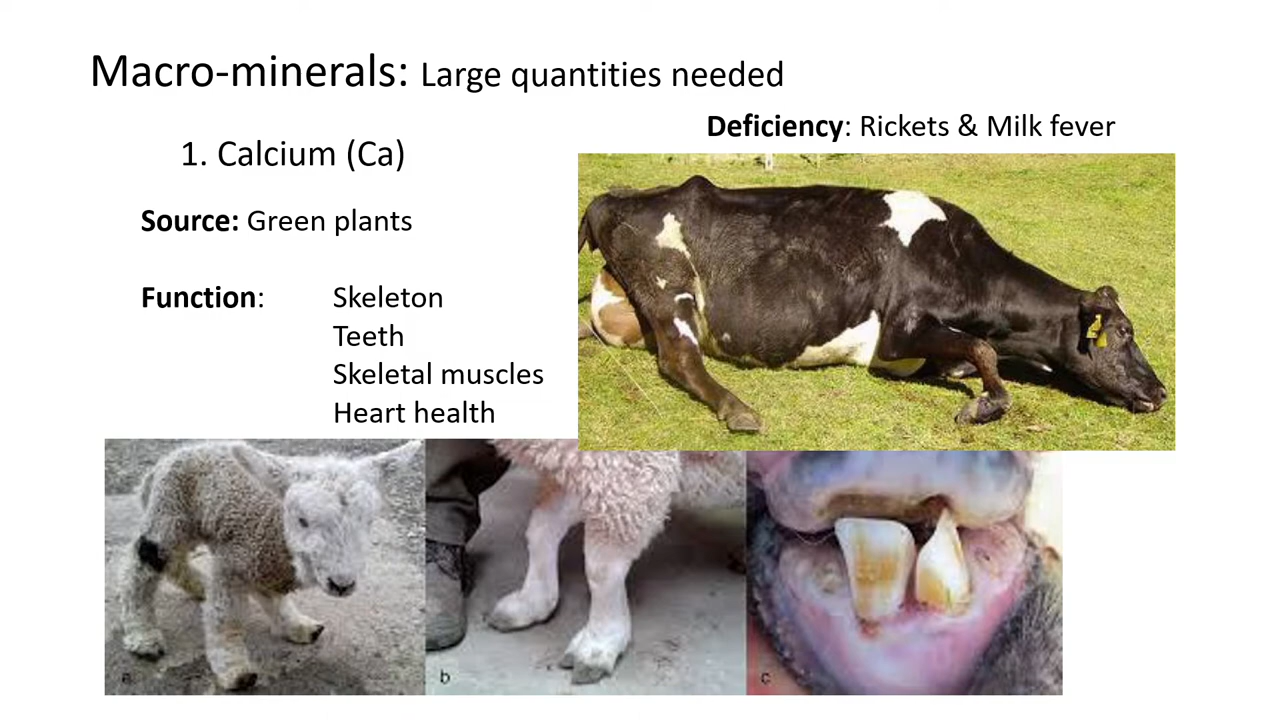 Macro-minerals: Large quantities needed
Deficiency: Rickets & Milk fever
1. Calcium (Ca)
Source: Green plants
Function: Skeleton
Teeth
Skeletal muscles
Heart health
a
b
c